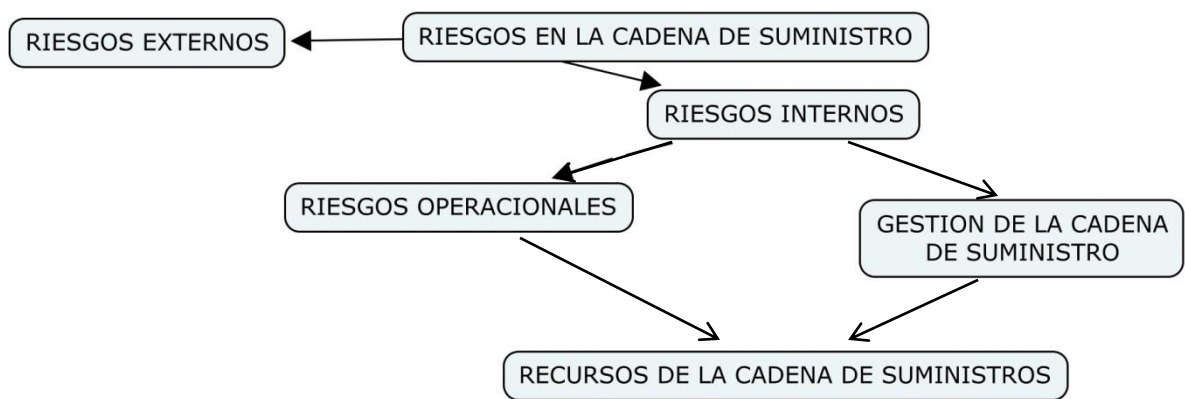 RIESGOS EXTERNOS
RIESGOS EN LA CADENA DE SUMINISTRO
RIESGOS INTERNOS
RIESGOS OPERACIONALES
GESTION DE LA CADENA
DE SUMINISTRO
RECURSOS DE LA CADENA DE SUMINISTROS